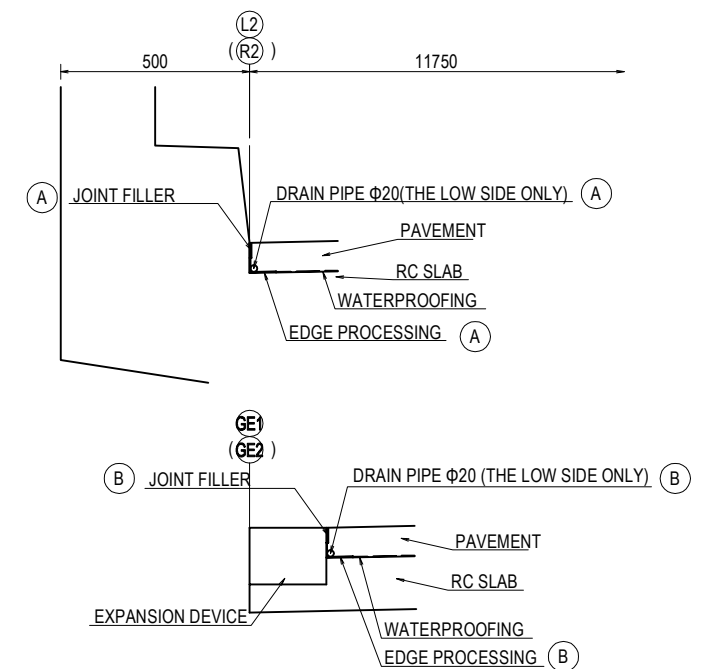 L2
( R2 )
500 11750
A JOINT FILLER DRAIN PIPE Φ20(THE LOW SIDE ONLY) A
PAVEMENT
RC SLAB
WATERPROOFING
EDGE PROCESSING A
GE1
( GE2 )
B JOINT FILLER DRAIN PIPE Φ20 (THE LOW SIDE ONLY) B
PAVEMENT
RC SLAB
EXPANSION DEVICE
WATERPROOFING
EDGE PROCESSING B